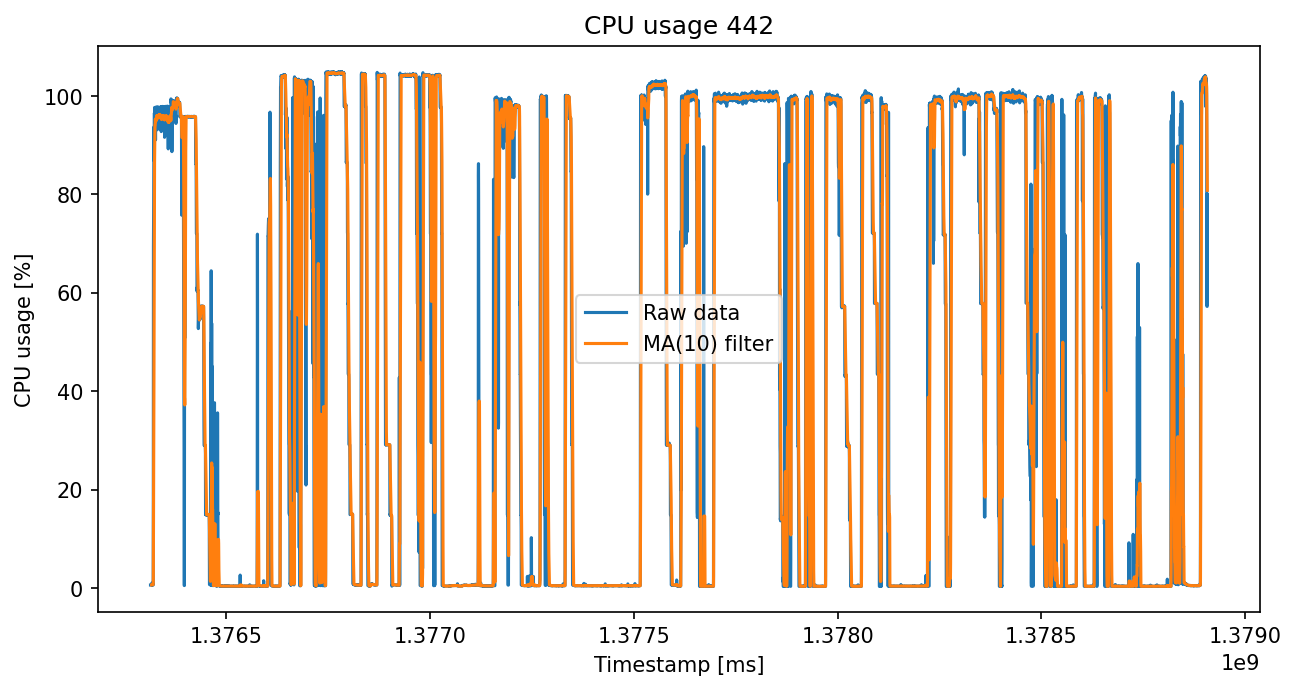 CPU usage 442
CPU usage [%]
100
80
60
40
20
0
Raw data
MA(10) filter
1.3765 1.3770 1.3775 1.3780 1.3785 1.3790
1e9
Timestamp [ms]